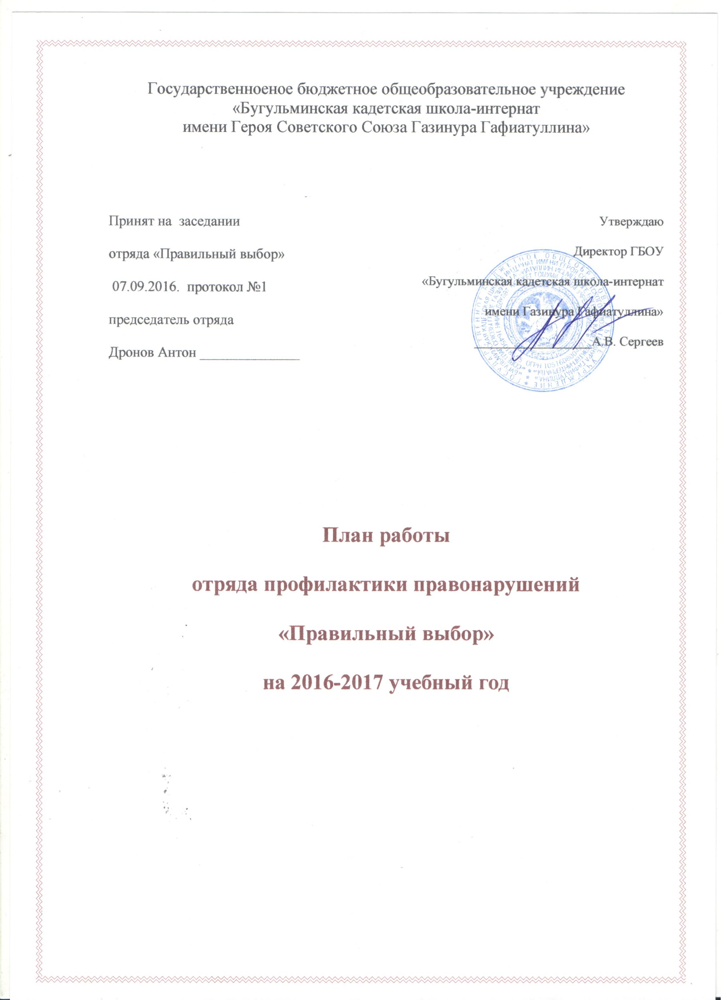 Государственноеное бюджетное общеобразовательное учреждение
«Бугульминская кадетская школа-интернат
имени Героя Советского Союза Газинура Гафиатуллина»
Принят на заседании
отряда «Правильный выбор»
07.09.2016. протокол №1
председатель отряда
Дронов Антон ______________
Утверждаю
Директор ГБОУ
«Бугульминская кадетская школа-интернат
имени Газинура Гафиатуллина»
_________________ А.В. Сергеев
План работы
отряда профилактики правонарушений
«Правильный выбор»
на 2016-2017 учебный год